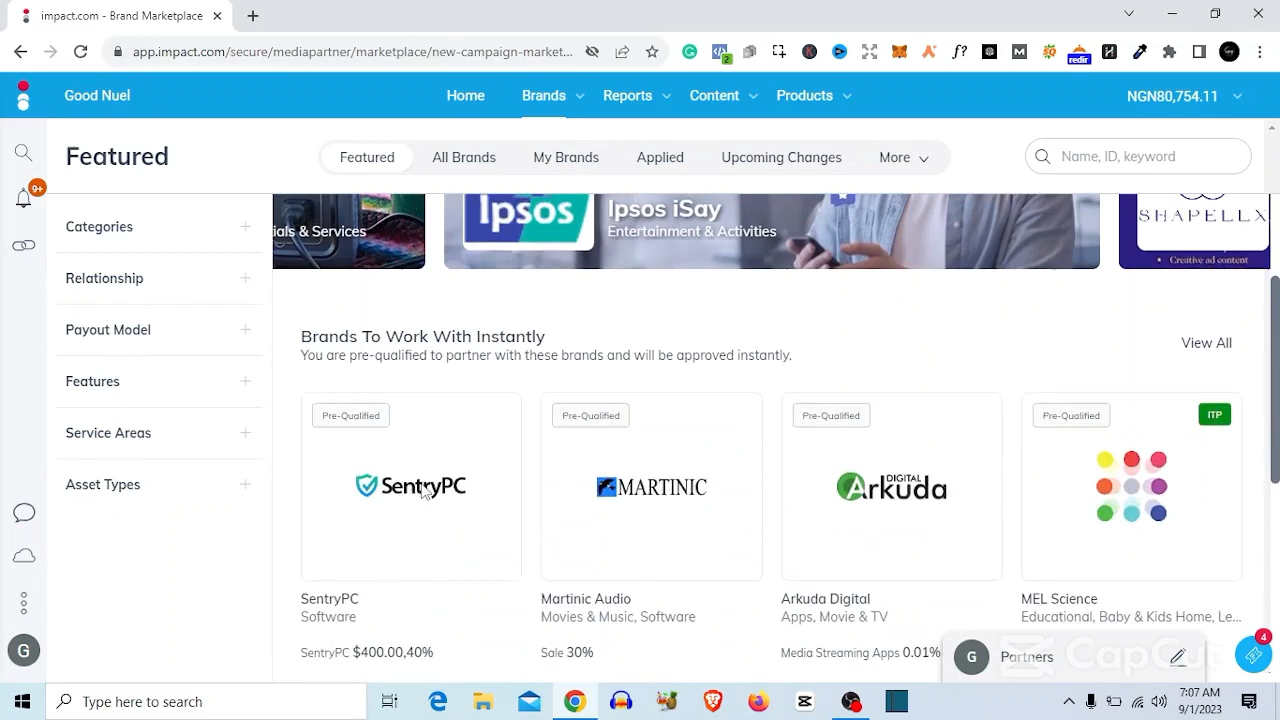 impact.com - Brand Marketplace
app.impact.com/secure/mediapartner/marketplace/new-campaign-market...
2
f?
redir
Good Nuel
Home
Brands
Reports
Content
Products
NGN80,754.11
Featured
Featured
All Brands
My Brands
Applied
Upcoming Changes
More
Name, ID, keyword
9+
Categories
Relationship
Payout Model
Features
Service Areas
Asset Types
ials & Services
Ipsos
Ipsos iSay
Entertainment & Activities
SHAPELLX
• Creative ad content
Brands To Work With Instantly
You are pre-qualified to partner with these brands and will be approved instantly.
View All
Pre-Qualified
Pre-Qualified
Pre-Qualified
Pre-Qualified
ITP
SentryPC
MARTINIC
Arkuda
DIGITAL
SentryPC
Software
SentryPC $400.00,40%
Martinic Audio
Movies & Music, Software
Sale 30%
Arkuda Digital
Apps, Movie & TV
Media Streaming Apps 0.01%
MEL Science
Educational, Baby & Kids Home, Le...
G
G
Partners
CapCut
4
Type here to search
7:07 AM
9/1/2023